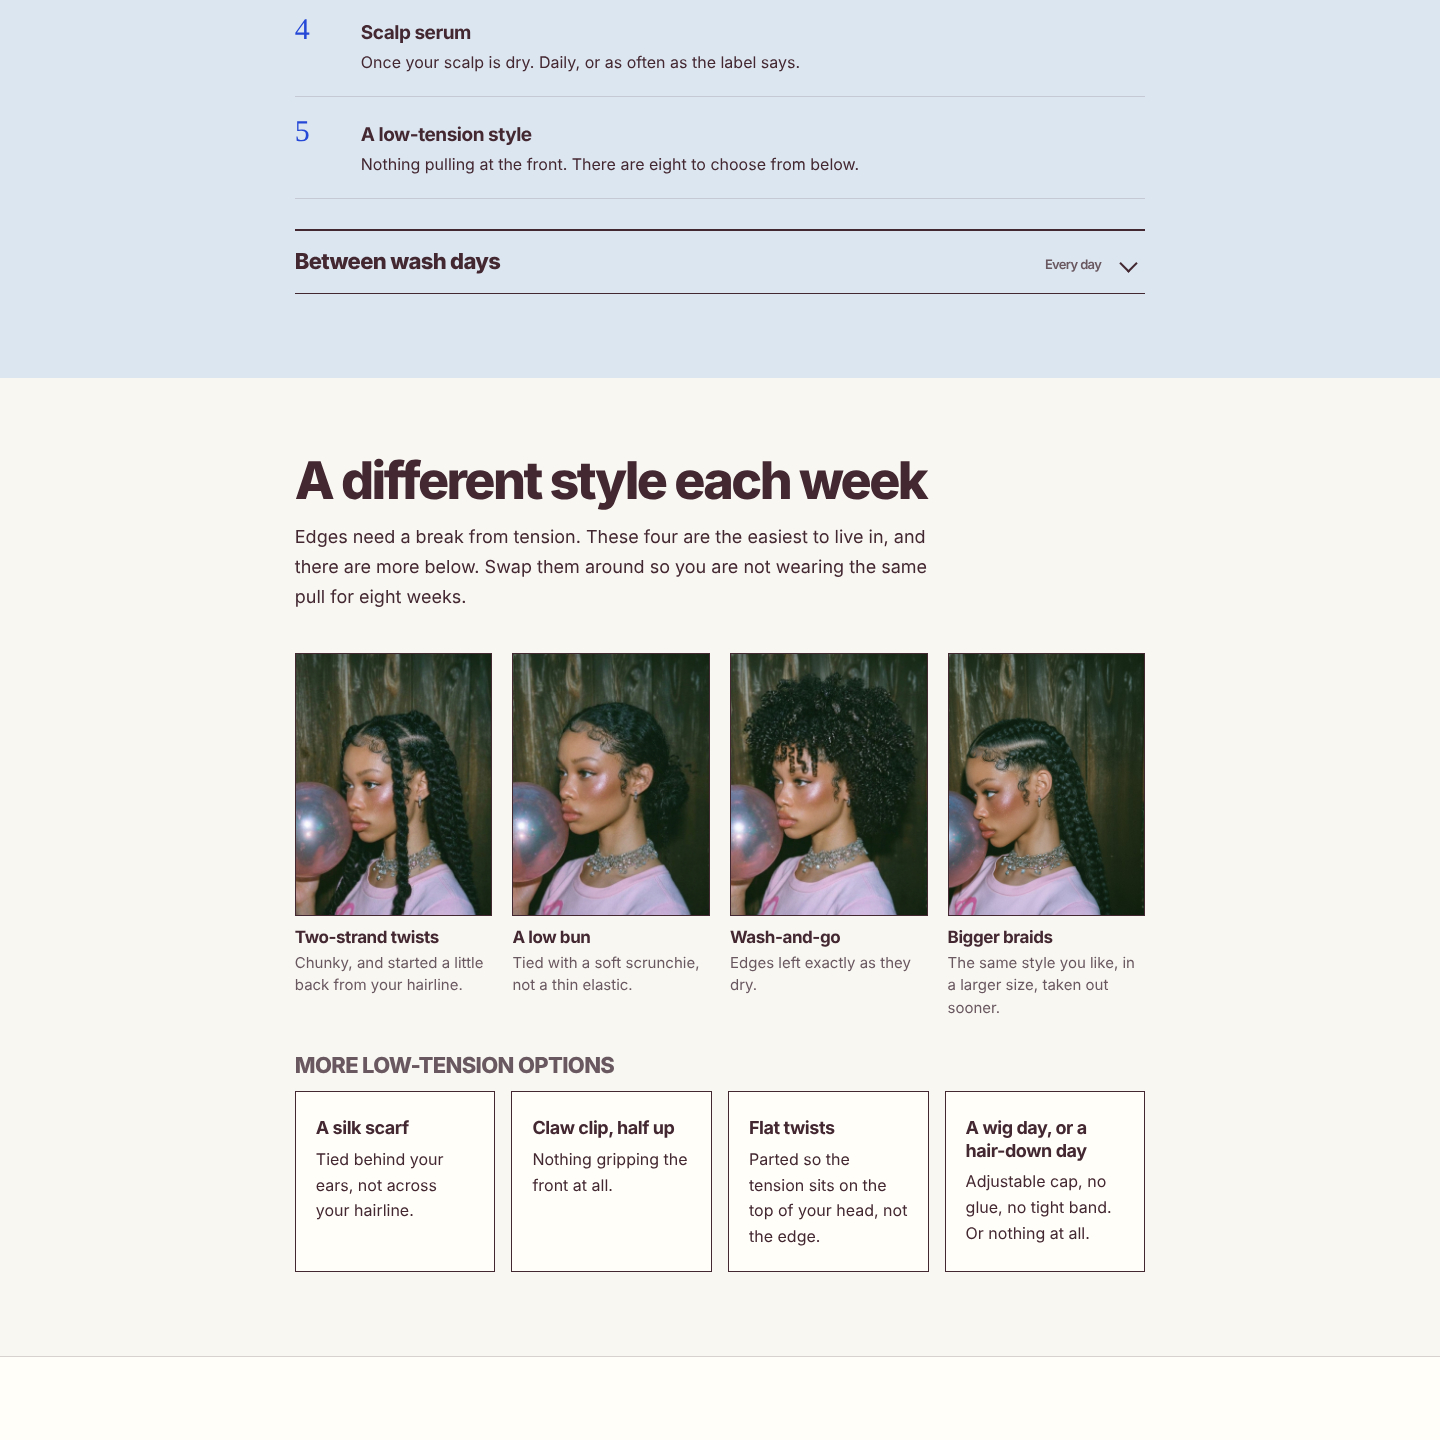 4
Scalp serum
Once your scalp is dry. Daily, or as often as the label says.
5
A low-tension style
Nothing pulling at the front. There are eight to choose from below.
Between wash days
Every day
A different style each week
Edges need a break from tension. These four are the easiest to live in, and
there are more below. Swap them around so you are not wearing the same
pull for eight weeks.
Two-strand twists
Chunky, and started a little
back from your hairline.
A low bun
Tied with a soft scrunchie,
not a thin elastic.
Wash-and-go
Edges left exactly as they
dry.
Bigger braids
The same style you like, in
a larger size, taken out
sooner.
MORE LOW-TENSION OPTIONS
A silk scarf
Tied behind your
ears, not across
your hairline.
Claw clip, half up
Nothing gripping the
front at all.
Flat twists
Parted so the
tension sits on the
top of your head, not
the edge.
A wig day, or a
hair-down day
Adjustable cap, no
glue, no tight band.
Or nothing at all.